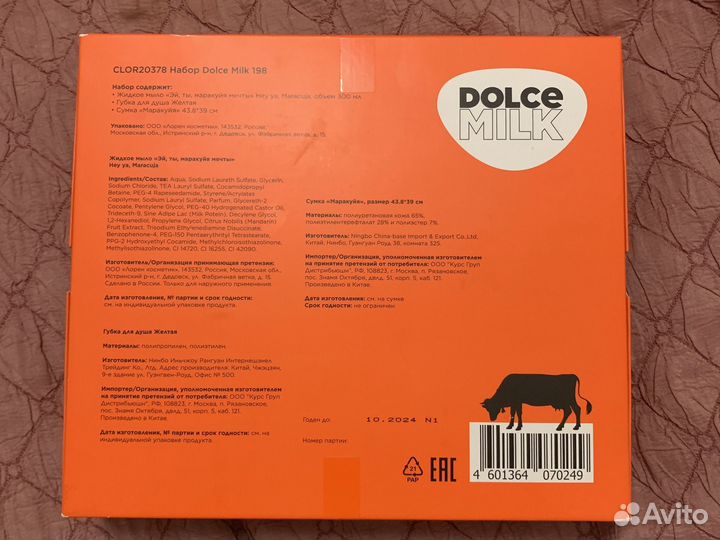 CLOR20378 Набор Dolce Milk 198
Набор содержит:
• Жидкое мыло «Эй, ты, маракуйя мечты» Hey ya, Maracuja, объем 300 мл
• Губка для душа Желтая
• Сумка «Маракуйя» 43.8*39 см
Упаковано: ООО «Лорен косметик», 143532, Россия,
Московская обл., Истринский р-н, г. Дедовск, ул. Фабричная ветка, д. 15
DOLCE
MILK
Жидкое мыло «Эй, ты, маракуйя мечты»
Hey ya, Maracuja
Ingredients/Состав: Aqua, Sodium Laureth Sulfate, Glycerin,
Sodium Chloride, TEA Lauryl Sulfate, Cocamidopropyl
Betaine, PEG-4 Rapeseedamide, Styrene/Acrylates
Copolymer, Sodium Lauryl Sulfate, Parfum, Glycereth-2
Cocoate, Pentylene Glycol, PEG-40 Hydrogenated Castor Oil,
Trideceth-9, Sine Adipe Lac (Milk Protein), Decylene Glycol,
1,2-Hexanediol, Propylene Glycol, Citrus Nobilis (Mandarin)
Fruit Extract, Trisodium Ethylenediamine Disuccinate,
Benzophenone-4, PEG-150 Pentaerythrityl Tetrastearate,
PPG-2 Hydroxyethyl Cocamide, Methylchloroisothiazolinone,
Methylisothiazolinone, CI 14720, CI 16255, CI 42090.
Изготовитель/Организация принимающая претензии:
ООО «Лорен косметик», 143532, Россия, Московская обл.,
Истринский р-н, г. Дедовск, ул. Фабричная ветка, д. 15.
Сделано в России. Только для наружного применения.
Дата изготовления, № партии и срок годности:
см. на индивидуальной упаковке продукта.
Сумка «Маракуйя», размер 43.8*39 см
Материалы: полиуретановая кожа 65%,
полиэтилентерефталат 28% и полиэстер 7%.
Изготовитель: Ningbo China-base Import & Export Co.,Ltd,
Китай, Нинбо, Гуангуан Роуд, 38, комната 325.
Импортер/Организация, уполномоченная изготовителем
на принятие претензий от потребителя: ООО "Курс Груп
Дистрибьюшн", РФ, 108823, г. Москва, п. Рязановское,
пос. Знамя Октября, двлд. 51, корп. 5, каб. 121.
Произведено в Китае.
Дата изготовления: см. на сумке
Срок годности: не ограничен
Губка для душа Желтая
Материалы: полипропилен, полиэтилен.
Изготовитель: Нинбо Иньчжоу Рангуан Интернешанел
Трейдинг Ко., Лтд. Адрес производителя: Китай, Чжэцзян,
9-е здание ул. Гуэнгвен-Роуд, Офис № 500.
Импортер/Организация, уполномоченная изготовителем
на принятие претензий от потребителя: ООО "Курс Груп
Дистрибьюшн", РФ, 108823, г. Москва, п. Рязановское,
пос. Знамя Октября, двлд. 51, корп. 5, каб. 121.
Произведено в Китае
Дата изготовления, № партии и срок годности: см. на
индивидуальной упаковке продукта.
Годен до: 10.2024 N1
Номер партии:
21
PAP
EAC
4 601364 070249
Avito